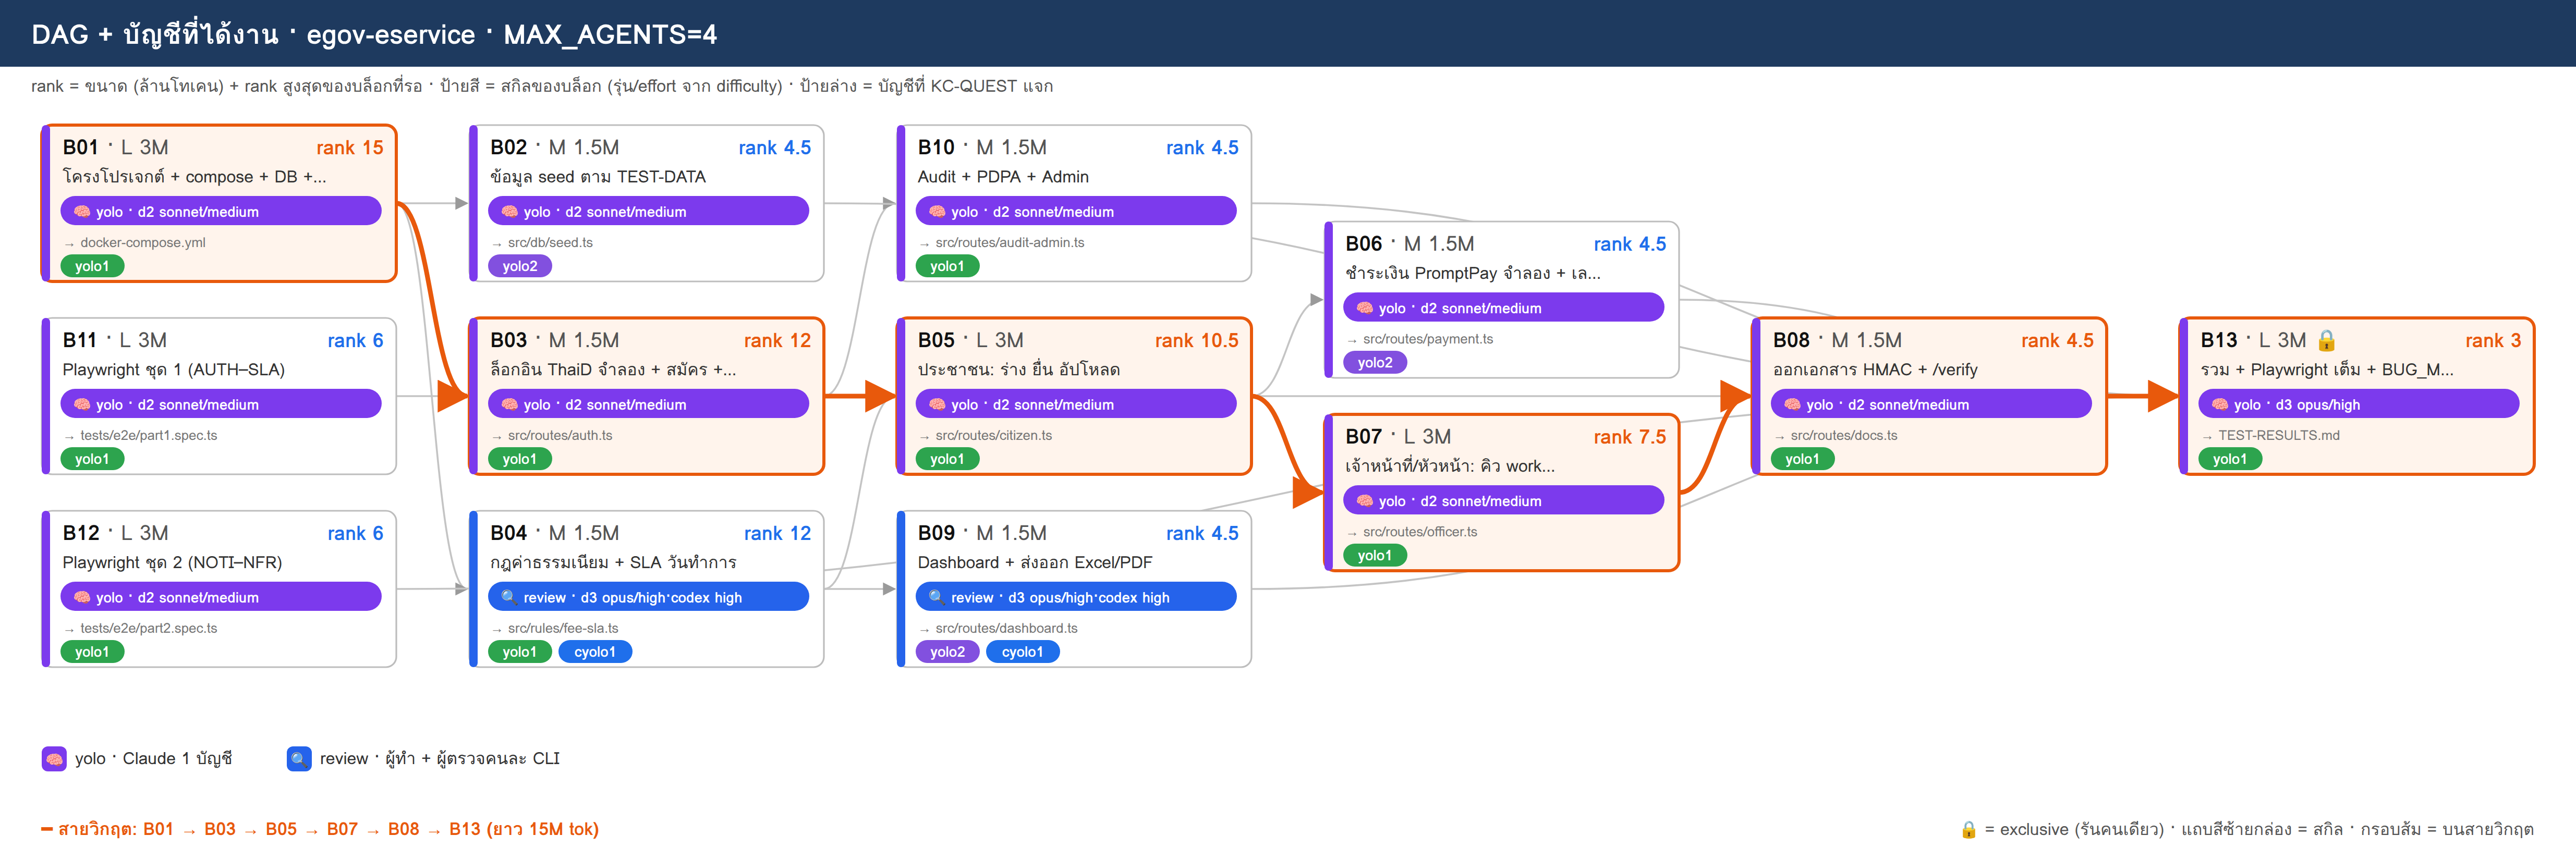 DAG + บัญชีที่ได้งาน · egov-eservice · MAX_AGENTS=4
rank = ขนาด (ล้านโทเคน) + rank สูงสุดของบล็อกที่รอ · ป้ายสี = สกิลของบล็อก (รุ่น/effort จาก difficulty) · ป้ายล่าง = บัญชีที่ KC-QUEST แจก
B01 · L 3M rank 15
โครงโปรเจกต์ + compose + DB +...
🧠 yolo · d2 sonnet/medium
→ docker-compose.yml
yolo1
B11 · L 3M rank 6
Playwright ชุด 1 (AUTH–SLA)
🧠 yolo · d2 sonnet/medium
→ tests/e2e/part1.spec.ts
yolo1
B12 · L 3M rank 6
Playwright ชุด 2 (NOTI–NFR)
🧠 yolo · d2 sonnet/medium
→ tests/e2e/part2.spec.ts
yolo1
B02 · M 1.5M rank 4.5
ข้อมูล seed ตาม TEST-DATA
🧠 yolo · d2 sonnet/medium
→ src/db/seed.ts
yolo2
B03 · M 1.5M rank 12
ล็อกอิน ThaiD จำลอง + สมัคร +...
🧠 yolo · d2 sonnet/medium
→ src/routes/auth.ts
yolo1
B04 · M 1.5M rank 12
กฎค่าธรรมเนียม + SLA วันทำการ
🔍 review · d3 opus/high·codex high
→ src/rules/fee-sla.ts
yolo1 cyolo1
B10 · M 1.5M rank 4.5
Audit + PDPA + Admin
🧠 yolo · d2 sonnet/medium
→ src/routes/audit-admin.ts
yolo1
B05 · L 3M rank 10.5
ประชาชน: ร่าง ยื่น อัปโหลด
🧠 yolo · d2 sonnet/medium
→ src/routes/citizen.ts
yolo1
B09 · M 1.5M rank 4.5
Dashboard + ส่งออก Excel/PDF
🔍 review · d3 opus/high·codex high
→ src/routes/dashboard.ts
yolo2 cyolo1
B06 · M 1.5M rank 4.5
ชำระเงิน PromptPay จำลอง + เล...
🧠 yolo · d2 sonnet/medium
→ src/routes/payment.ts
yolo2
B07 · L 3M rank 7.5
เจ้าหน้าที่/หัวหน้า: คิว work...
🧠 yolo · d2 sonnet/medium
→ src/routes/officer.ts
yolo1
B08 · M 1.5M rank 4.5
ออกเอกสาร HMAC + /verify
🧠 yolo · d2 sonnet/medium
→ src/routes/docs.ts
yolo1
B13 · L 3M 🔒 rank 3
รวม + Playwright เต็ม + BUG_M...
🧠 yolo · d3 opus/high
→ TEST-RESULTS.md
yolo1
🧠 yolo · Claude 1 บัญชี
🔍 review · ผู้ทำ + ผู้ตรวจคนละ CLI
สายวิกฤต: B01 → B03 → B05 → B07 → B08 → B13 (ยาว 15M tok)
🔒 = exclusive (รันคนเดียว) · แถบสีซ้ายกล่อง = สกิล · กรอบส้ม = บนสายวิกฤต